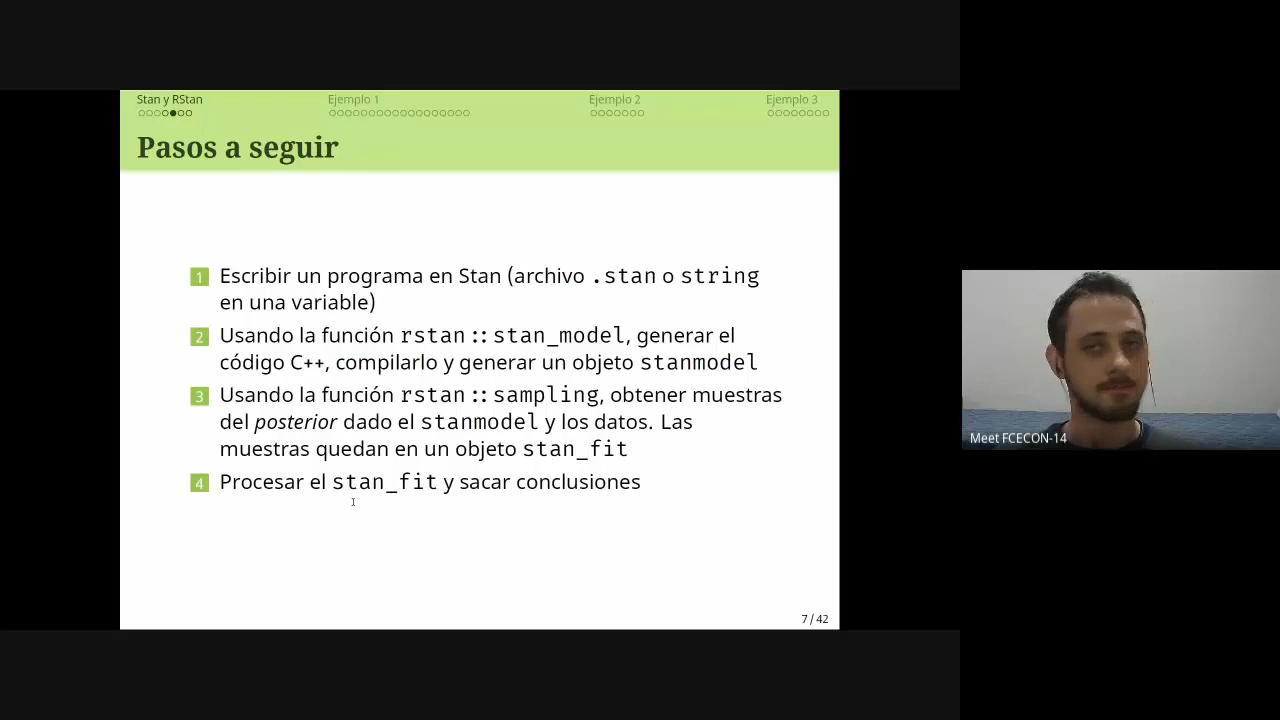 Stan y RStan
Ejemplo 1
Ejemplo 2
Ejemplo 3
Pasos a seguir
1 Escribir un programa en Stan (archivo .stan o string
en una variable)
2 Usando la función rstan::stan_model, generar el
código C++, compilarlo y generar un objeto stanmodel
3 Usando la función rstan::sampling, obtener muestras
del posterior dado el stanmodel y los datos. Las
muestras quedan en un objeto stan_fit
4 Procesar el stan_fit y sacar conclusiones
7 / 42
Meet FCECON-14